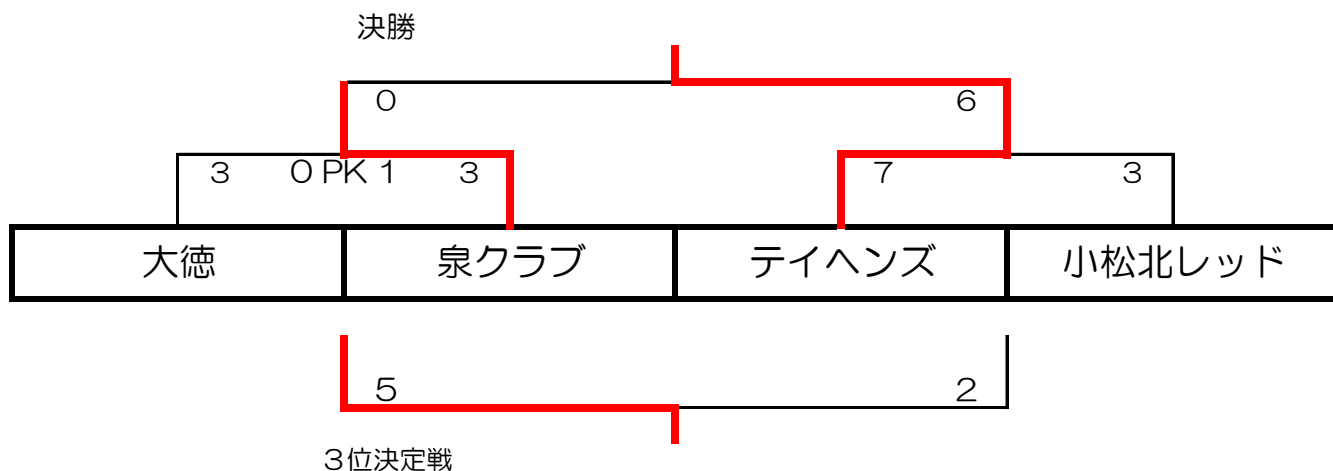 決勝
０ ６
３ ０ PK １ ３ ７ ３
大徳 泉クラブ テイヘンズ 小松北レッド
５ ２
３位決定戦